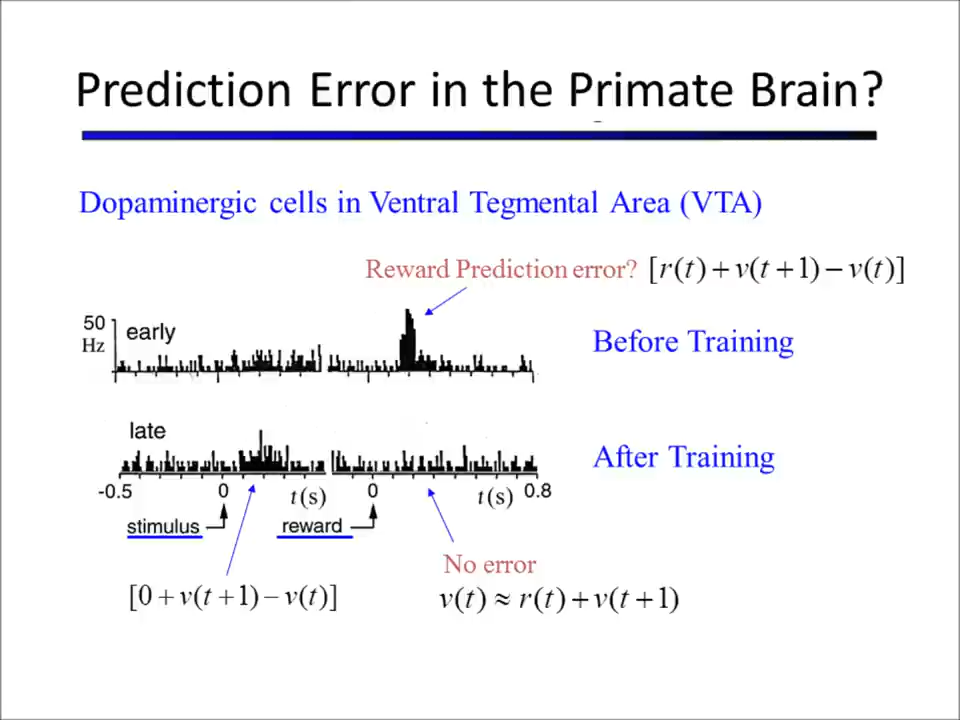 Prediction Error in the Primate Brain?
Dopaminergic cells in Ventral Tegmental Area (VTA)
Reward Prediction error? [r(t) + v(t + 1) − v(t)]
50
Hz
early
Before Training
late
After Training
-0.5 0 t(s) 0 t(s) 0.8
stimulus reward
No error
[0 + v(t + 1) − v(t)]
v(t) ≈ r(t) + v(t + 1)